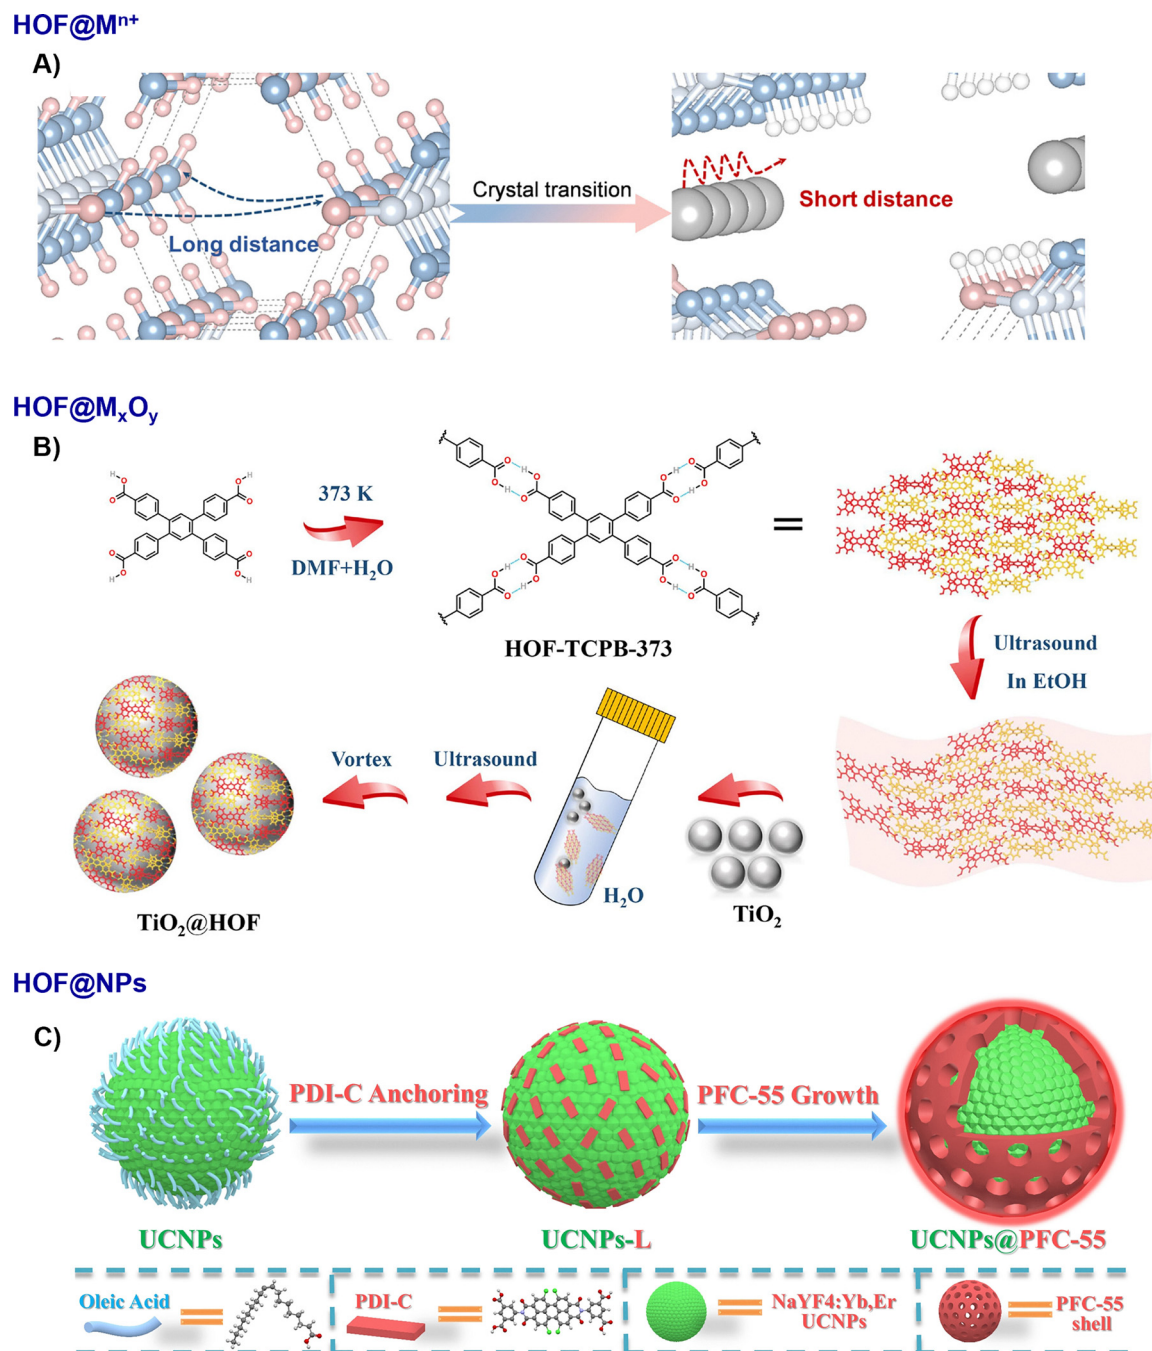 HOF@Mⁿ⁺
A)
Long distance
Crystal transition
Short distance
HOF@MₓOᵧ
B)
H
O
O
H
O
O
O
O
H
O
O
H
373 K
DMF+H₂O
O
H
O
O
H
O
O
H
O
O
H
O
O
H
O
O
H
O
O
H
O
O
H
O
HOF-TCPB-373
=
Ultrasound
In EtOH
Vortex
Ultrasound
H₂O
TiO₂
TiO₂@HOF
HOF@NPs
C)
PDI-C Anchoring
PFC-55 Growth
UCNPs
UCNPs-L
UCNPs@PFC-55
Oleic Acid
PDI-C
NaYF4:Yb,Er
UCNPs
PFC-55
shell